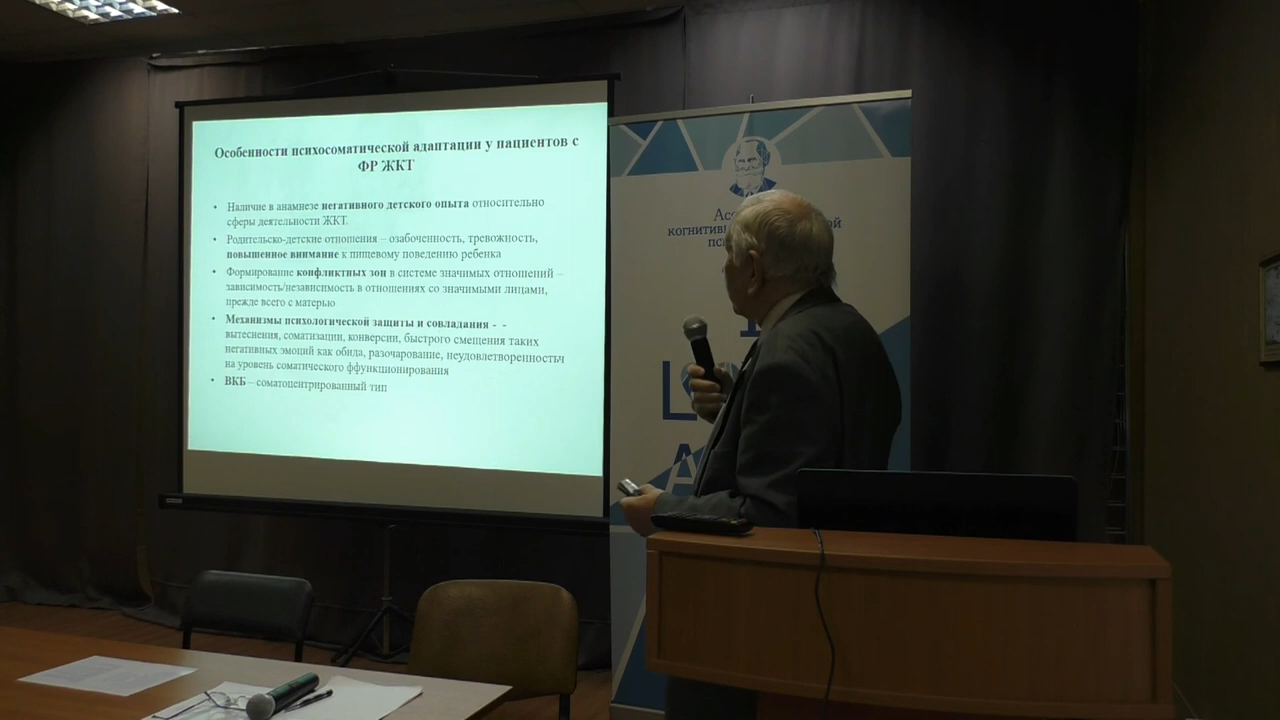 Особенности психосоматической адаптации у пациентов с
ФР ЖКТ
• Наличие в анамнезе негативного детского опыта относительно
сферы деятельности ЖКТ.
• Родительско-детские отношения – озабоченность, тревожность,
повышенное внимание к пищевому поведению ребенка
• Формирование конфликтных зон в системе значимых отношений –
зависимость/независимость в отношениях со значимыми лицами,
прежде всего с матерью
• Механизмы психологической защиты и совладания - -
вытеснения, соматизации, конверсии, быстрого смещения таких
негативных эмоций как обида, разочарование, неудовлетворенностьч
на уровень соматического ффункционирования
• ВКБ – соматоцентрированный тип